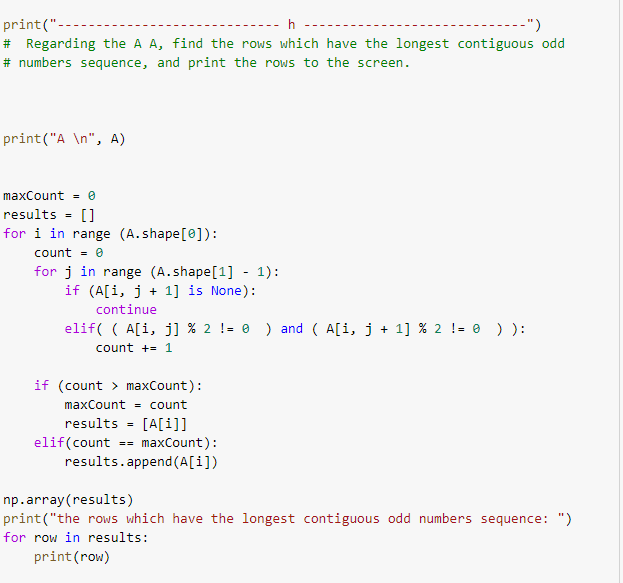 print("----------------------------- h -----------------------------")
#  Regarding the A A, find the rows which have the longest contiguous odd
# numbers sequence, and print the rows to the screen.
print("A \n", A)
maxCount = 0
results = []
for i in range (A.shape[0]):
    count = 0
    for j in range (A.shape[1] - 1):
        if (A[i, j + 1] is None):
            continue
        elif( ( A[i, j] % 2 != 0  ) and ( A[i, j + 1] % 2 != 0  ) ):
            count += 1
    if (count > maxCount):
        maxCount = count
        results = [A[i]]
    elif(count == maxCount):
        results.append(A[i])
np.array(results)
print("the rows which have the longest contiguous odd numbers sequence: ")
for row in results:
    print(row)